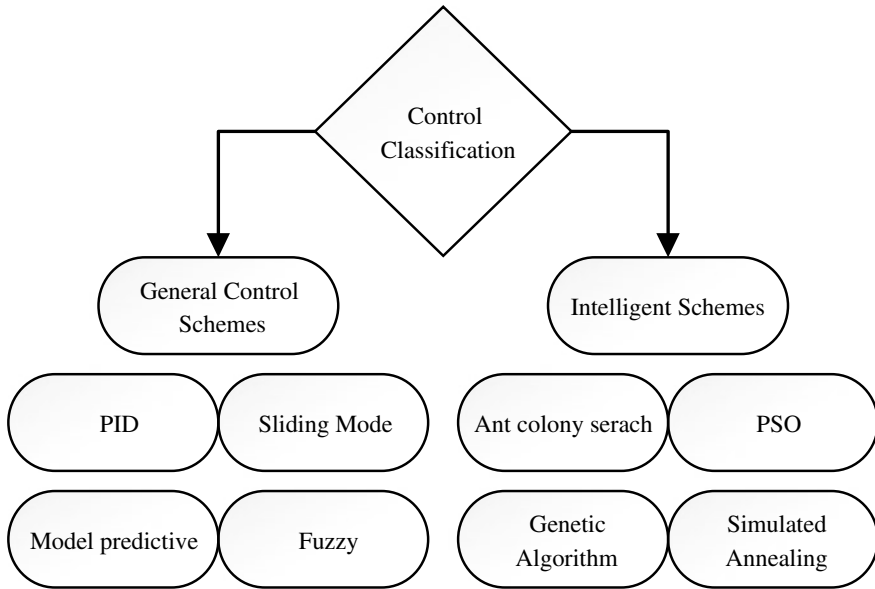 Control
Classification
General Control
Schemes
Intelligent Schemes
PID
Sliding Mode
Ant colony serach
PSO
Model predictive
Fuzzy
Genetic
Algorithm
Simulated
Annealing